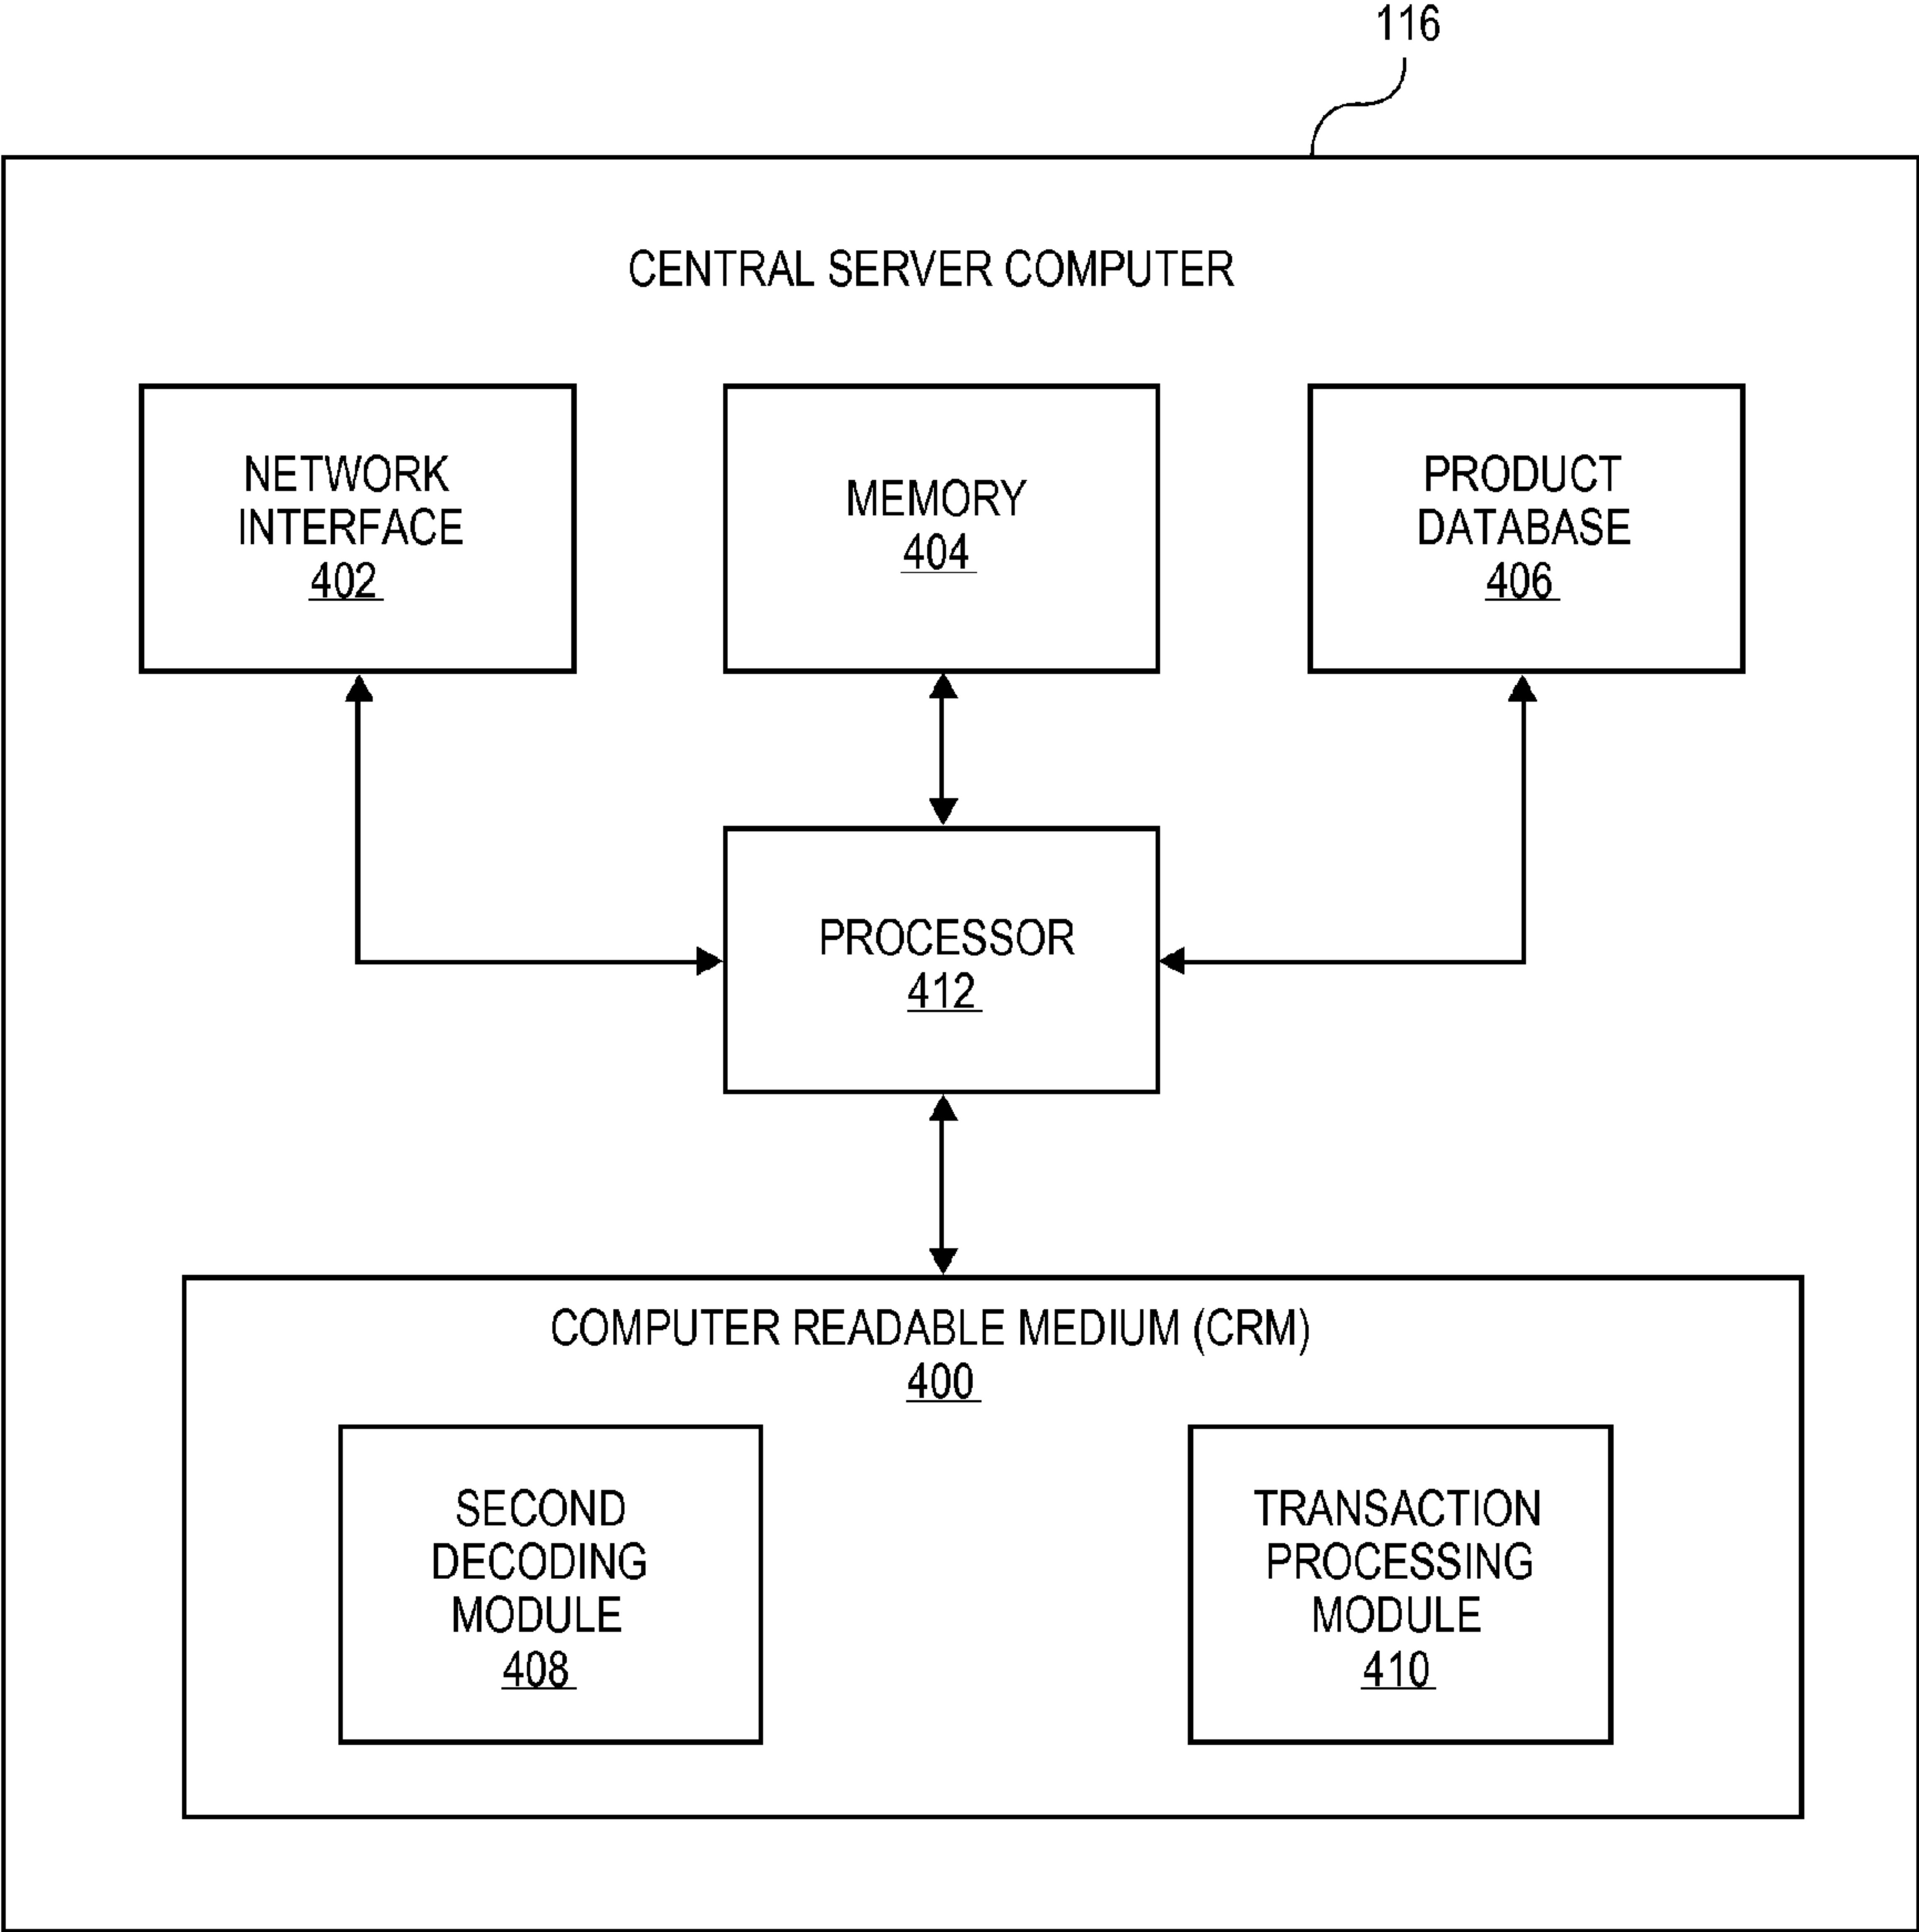 116
CENTRAL SERVER COMPUTER
NETWORK
INTERFACE
402
MEMORY
404
PRODUCT
DATABASE
406
PROCESSOR
412
COMPUTER READABLE MEDIUM (CRM)
400
SECOND
DECODING
MODULE
408
TRANSACTION
PROCESSING
MODULE
410